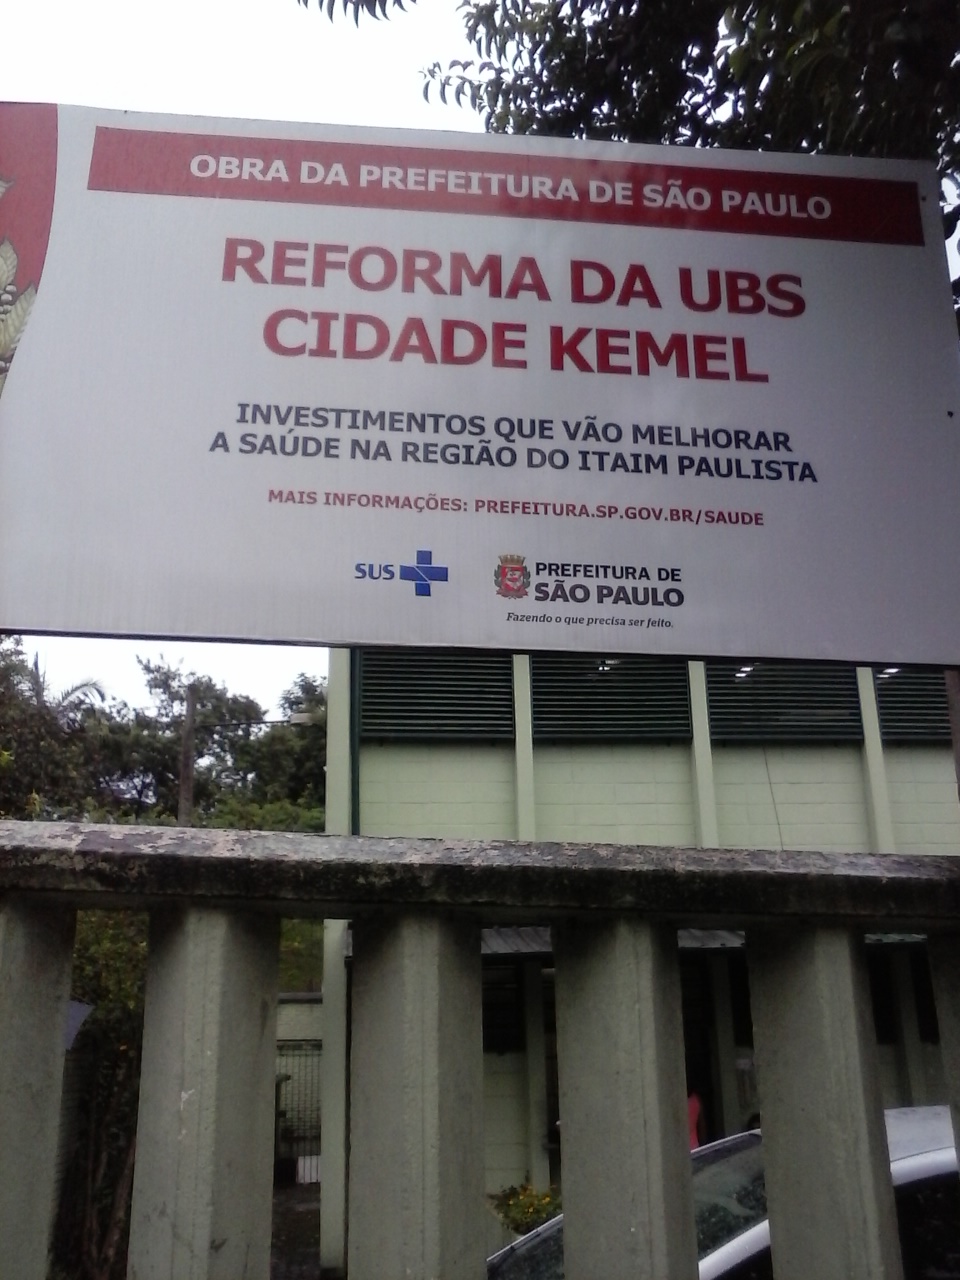 OBRA DA PREFEITURA DE SÃO PAULO
REFORMA DA UBS
CIDADE KEMEL
INVESTIMENTOS QUE VÃO MELHORAR
A SAÚDE NA REGIÃO DO ITAIM PAULISTA
MAIS INFORMAÇÕES: PREFEITURA.SP.GOV.BR/SAUDE
SUS
PREFEITURA DE
SÃO PAULO
Fazendo o que precisa ser feito.